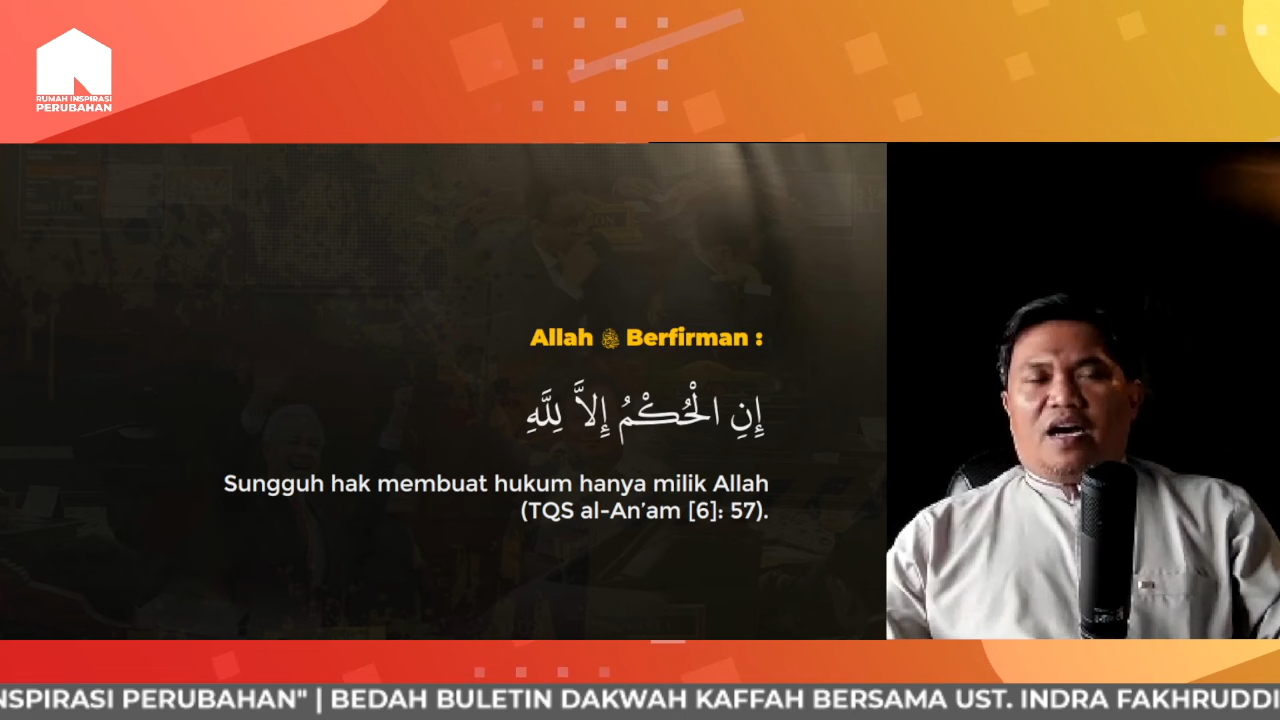 RUMAH INSPIRASI
PERUBAHAN
Allah ﷻ Berfirman :
إِنِ الْحُكْمُ إِلاَّ لِلَّهِ
Sungguh hak membuat hukum hanya milik Allah
(TQS al-An’am [6]: 57).
NSPIRASI PERUBAHAN" | BEDAH BULETIN DAKWAH KAFFAH BERSAMA UST. INDRA FAKHRUDDI